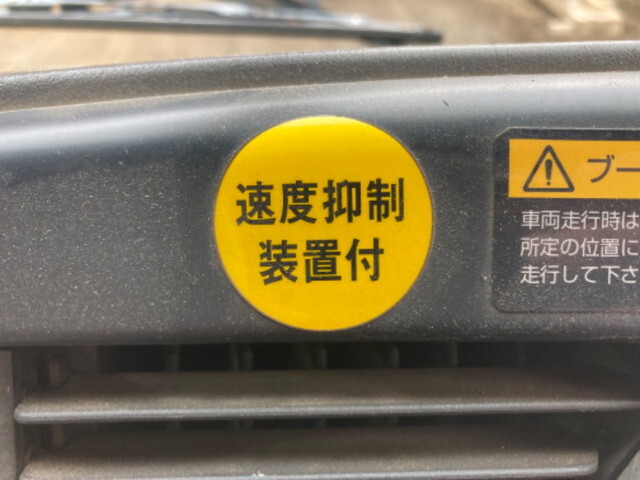 速度抑制
装置付
ブー
車両走行時は
所定の位置に
走行して下さ